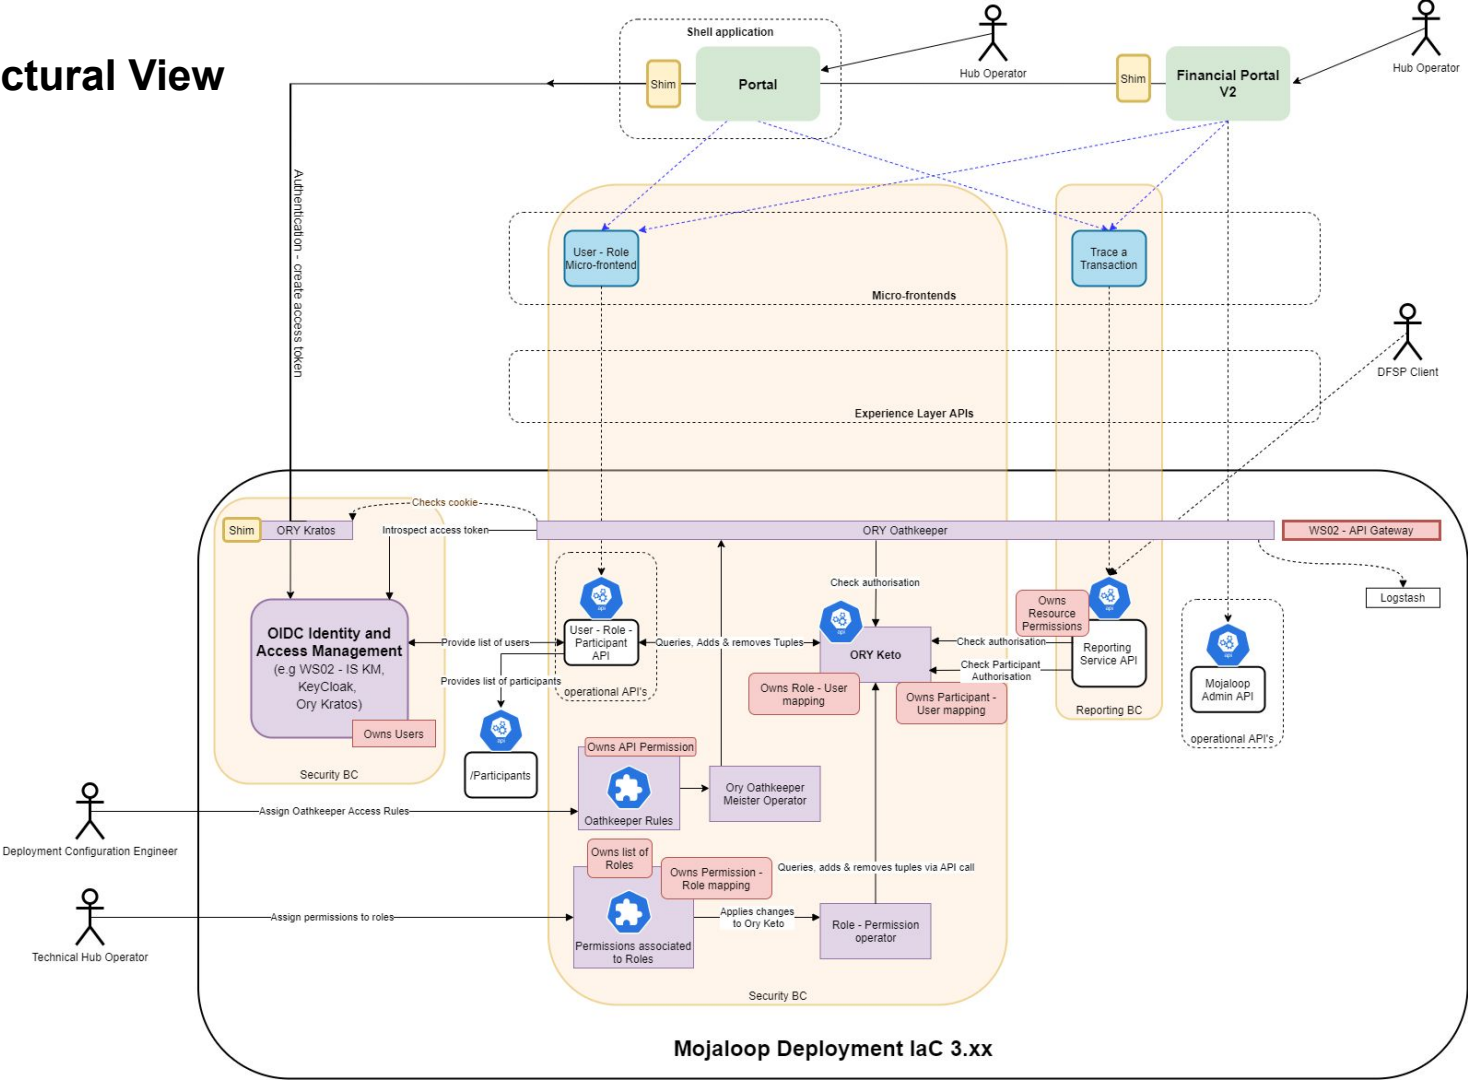 ctural View
Shell application
Shim
Portal
Hub Operator
Shim
Financial Portal
V2
Hub Operator
Authentication - create access token
User - Role
Micro-frontend
Trace a
Transaction
Micro-frontends
DFSP Client
Experience Layer APIs
Checks cookie
Shim
ORY Kratos
Introspect access token
ORY Oathkeeper
WS02 - API Gateway
Check authorisation
Logstash
OIDC Identity and
Access Management
(e.g WS02 - IS KM,
KeyCloak,
Ory Kratos)
Owns Users
Security BC
Provide list of users
api
User - Role -
Participant
API
operational API's
Provides list of participants
api
/Participants
Queries, Adds & removes Tuples
api
ORY Keto
Owns Role - User
mapping
Owns Participant -
User mapping
Check authorisation
Check Participant
Authorisation
Owns
Resource
Permissions
api
Reporting
Service API
Reporting BC
api
Mojaloop
Admin API
operational API's
Owns API Permission
Oathkeeper Rules
Ory Oathkeeper
Meister Operator
Assign Oathkeeper Access Rules
Deployment Configuration Engineer
Owns list of
Roles
Owns Permission -
Role mapping
Queries, adds & removes tuples via API call
Permissions associated
to Roles
Applies changes
to Ory Keto
Role - Permission
operator
Assign permissions to roles
Technical Hub Operator
Security BC
Mojaloop Deployment IaC 3.xx